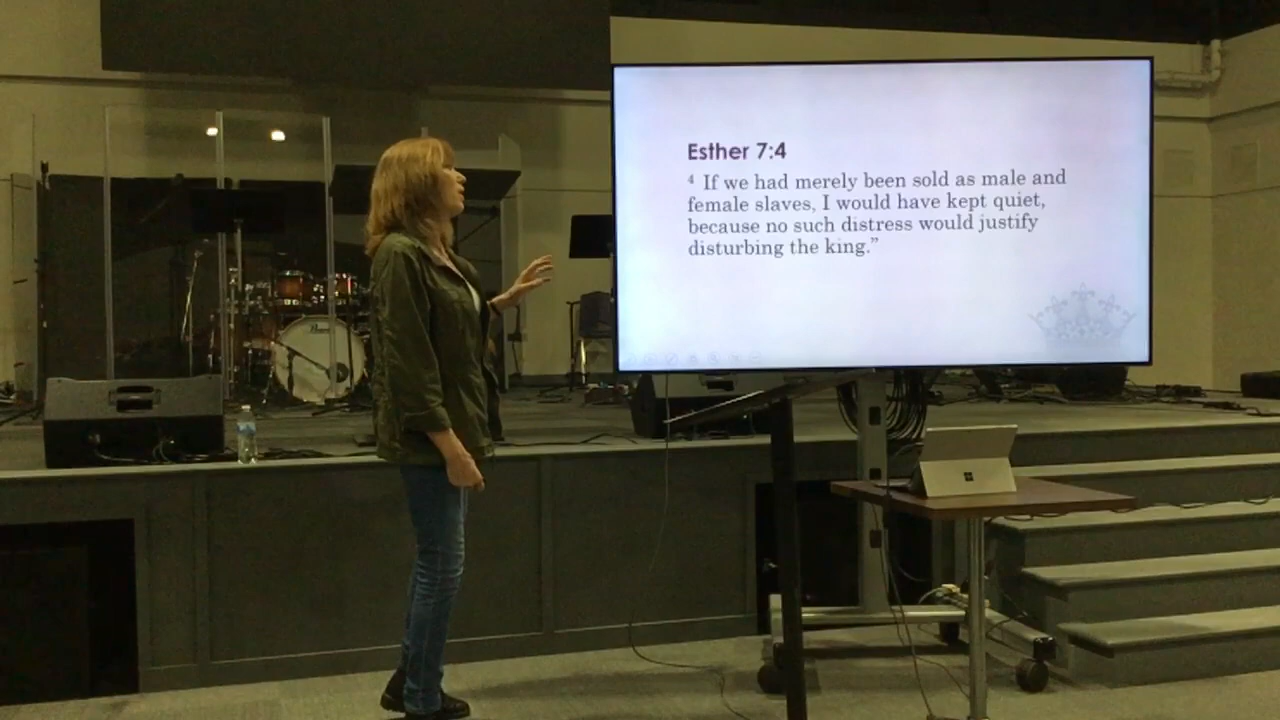 Esther 7:4
4 If we had merely been sold as male and
female slaves, I would have kept quiet,
because no such distress would justify
disturbing the king.”